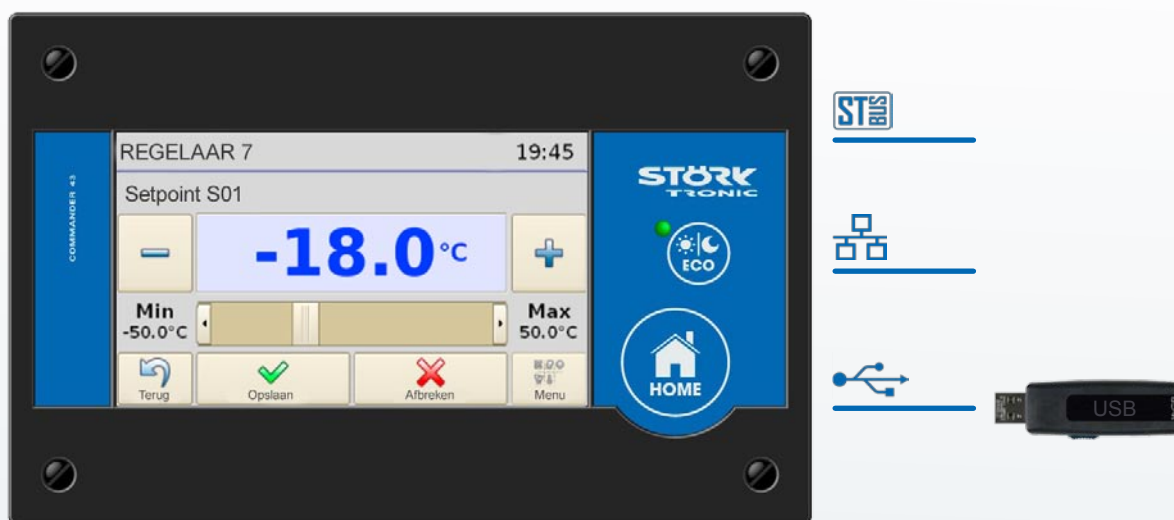 REGELAAR 7 19:45
Setpoint S01
-18.0°C
Min
-50.0°C
Max
50.0°C
Terug
Opslaan
Afbreken
Menu
COMMANDER 43
STÖRK
TRONIC
ECO
HOME
ST BUS
USB